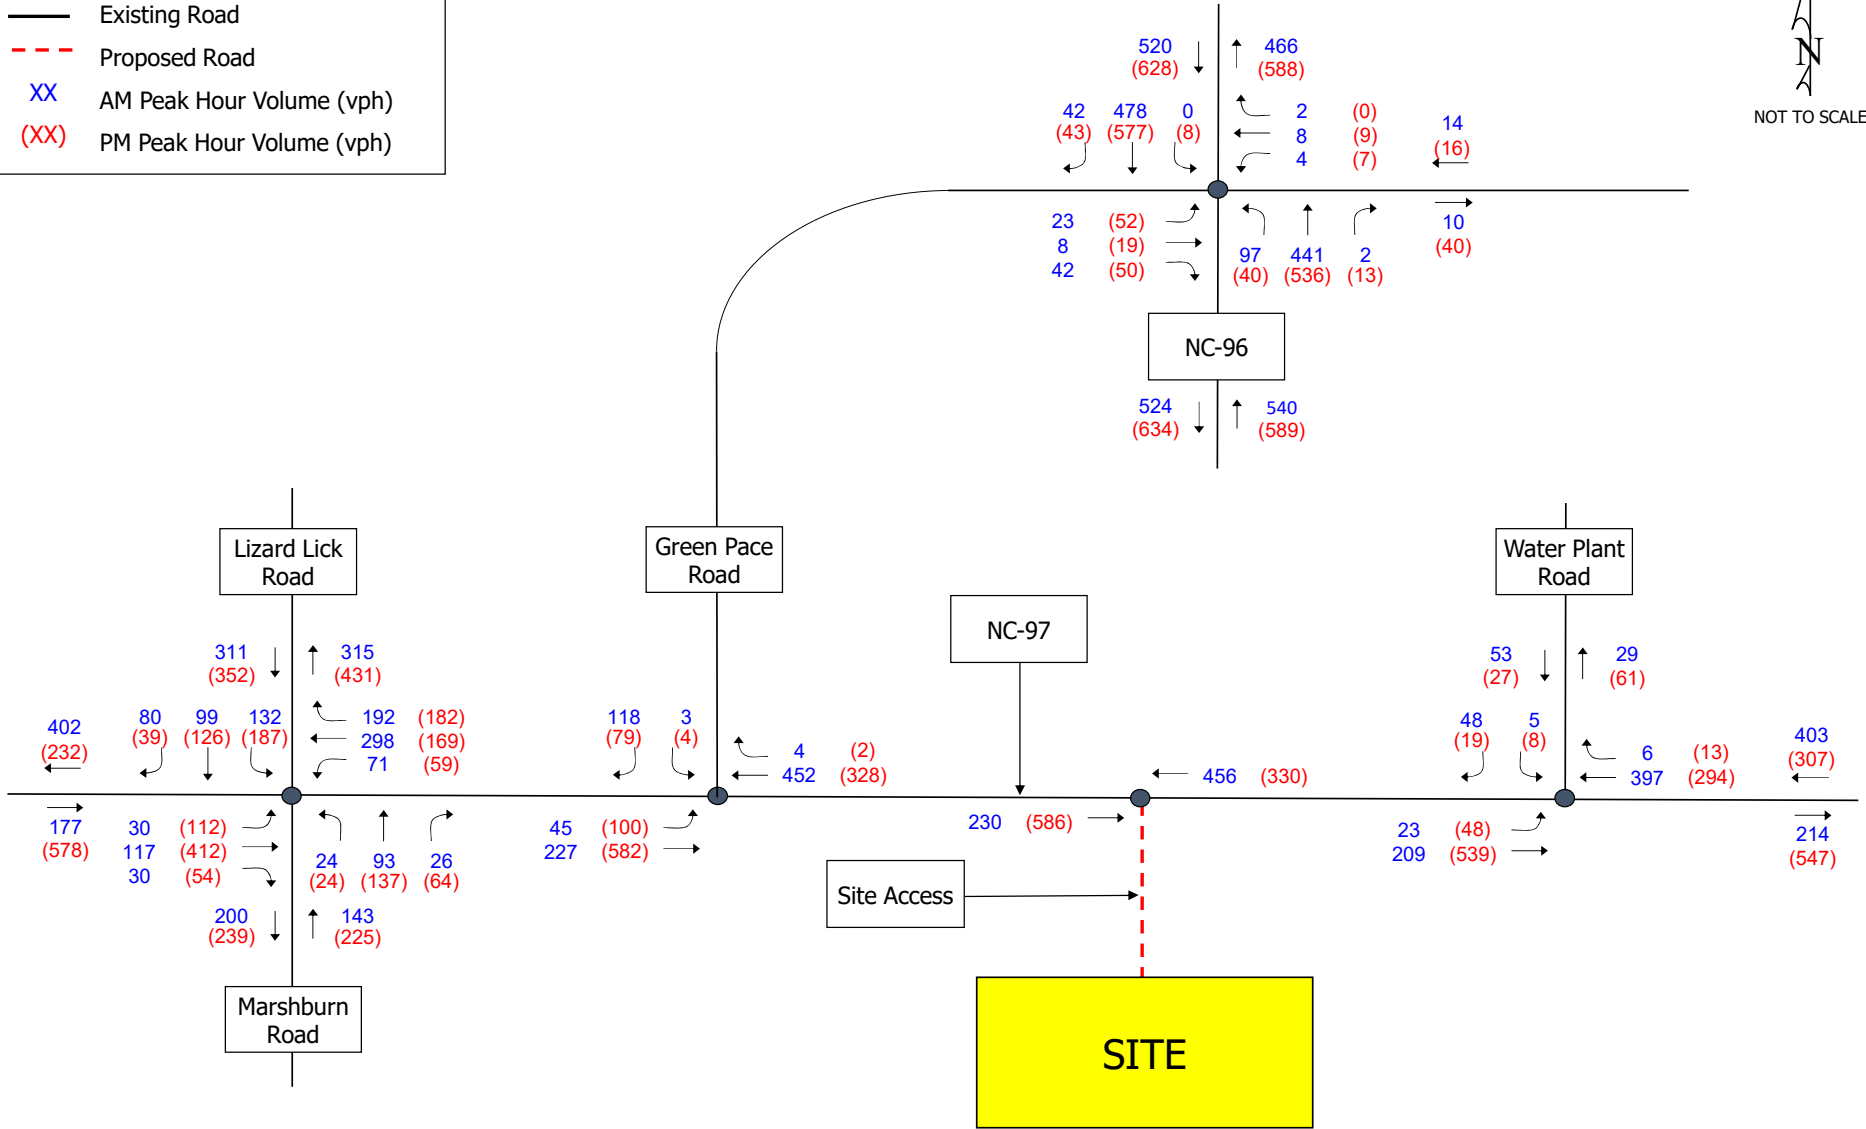 Existing Road
Proposed Road
XX AM Peak Hour Volume (vph)
(XX) PM Peak Hour Volume (vph)
N
NOT TO SCALE
520 466
(628) (588)
42 478 0 2 (0)
(43) (577) (8) 8 (9)
4 (7)
14
(16)
23 (52)
8 (19)
42 (50)
97 441 2
(40) (536) (13)
10
(40)
NC-96
524 540
(634) (589)
Lizard Lick
Road
Green Pace
Road
NC-97
Water Plant
Road
311 315
(352) (431)
402
(232)
80 99 132
(39) (126) (187)
192 (182)
298 (169)
71 (59)
177
(578)
30 (112)
117 (412)
30 (54)
24 93 26
(24) (137) (64)
200 143
(239) (225)
Marshburn
Road
118 3
(79) (4)
4 (2)
452 (328)
45 (100)
227 (582)
456 (330)
230 (586)
Site Access
SITE
53 29
(27) (61)
48 5
(19) (8)
6 (13)
397 (294)
403
(307)
23 (48)
209 (539)
214
(547)